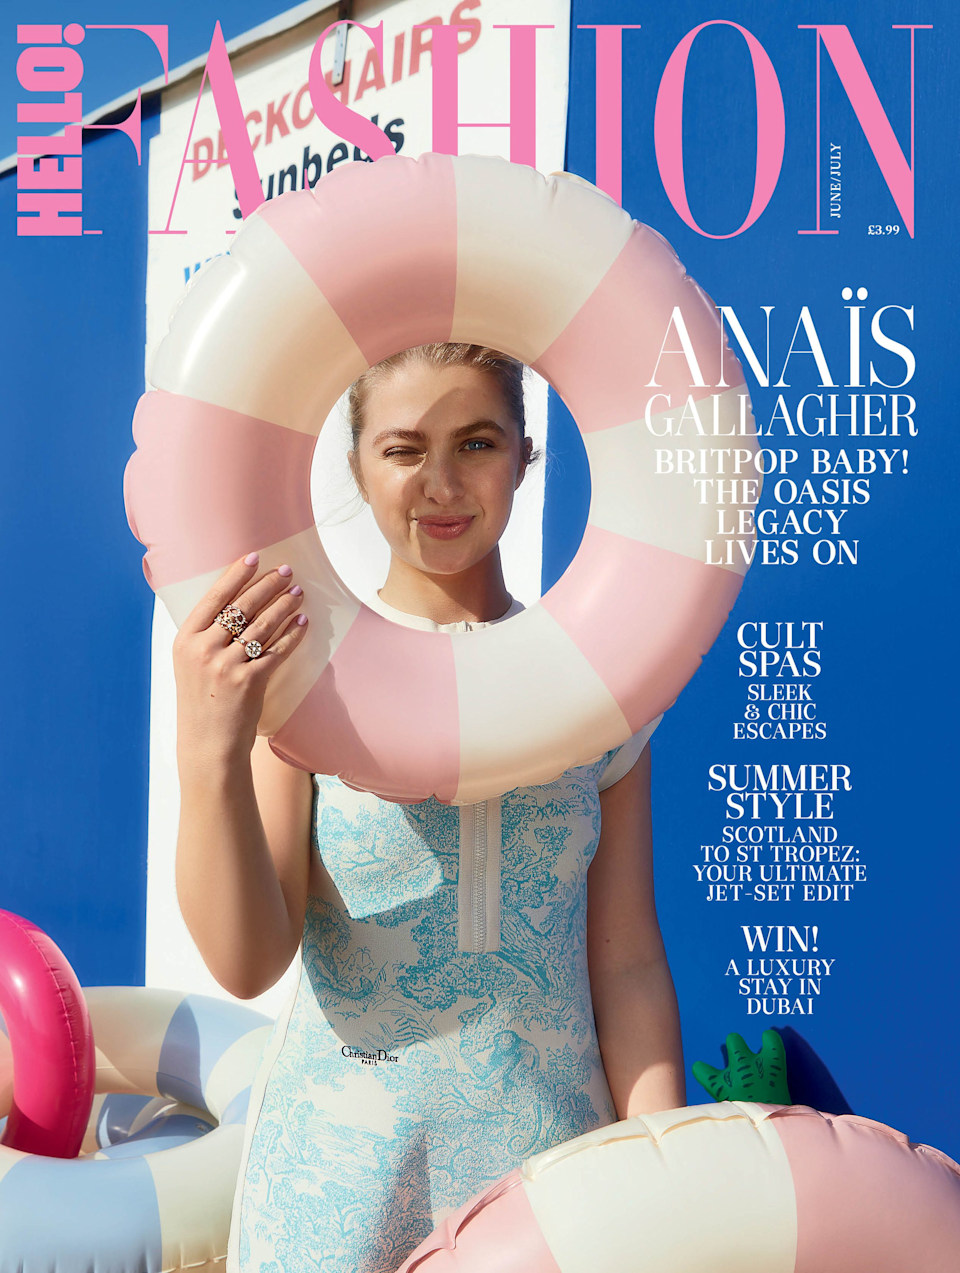 HELLO!
FASHION
JUNE/JULY
£3.99
DECKCHAIRS
Sunbeds
ANAÏS
GALLAGHER
BRITPOP BABY!
THE OASIS
LEGACY
LIVES ON
CULT
SPAS
SLEEK
& CHIC
ESCAPES
SUMMER
STYLE
SCOTLAND
TO ST TROPEZ:
YOUR ULTIMATE
JET-SET EDIT
WIN!
A LUXURY
STAY IN
DUBAI
Christian Dior
PARIS